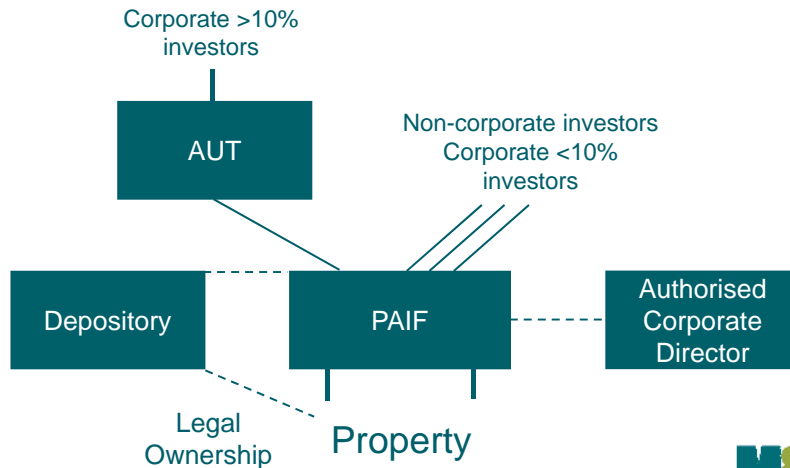 Corporate >10%
investors
AUT
Non-corporate investors
Corporate <10%
investors
Depository
PAIF
Authorised
Corporate
Director
Legal
Ownership
Property